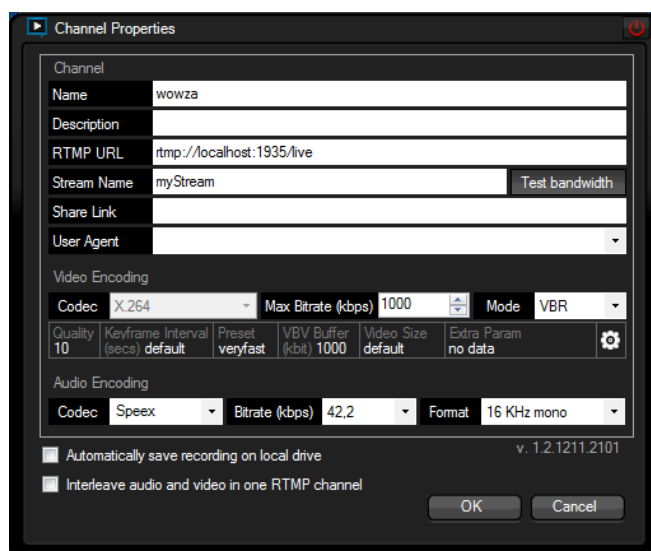 Channel Properties
Channel
Name wowza
Description
RTMP URL rtmp://localhost:1935/live
Stream Name myStream Test bandwidth
Share Link
User Agent
Video Encoding
Codec X.264 Max Bitrate (kbps) 1000 Mode VBR
Quality Keyframe Interval Preset VBV Buffer Video Size Extra Param
10 (secs) default veryfast (kbit) 1000 default no data
Audio Encoding
Codec Speex Bitrate (kbps) 42,2 Format 16 KHz mono
v. 1.2.1211.2101
Automatically save recording on local drive
Interleave audio and video in one RTMP channel
OK Cancel